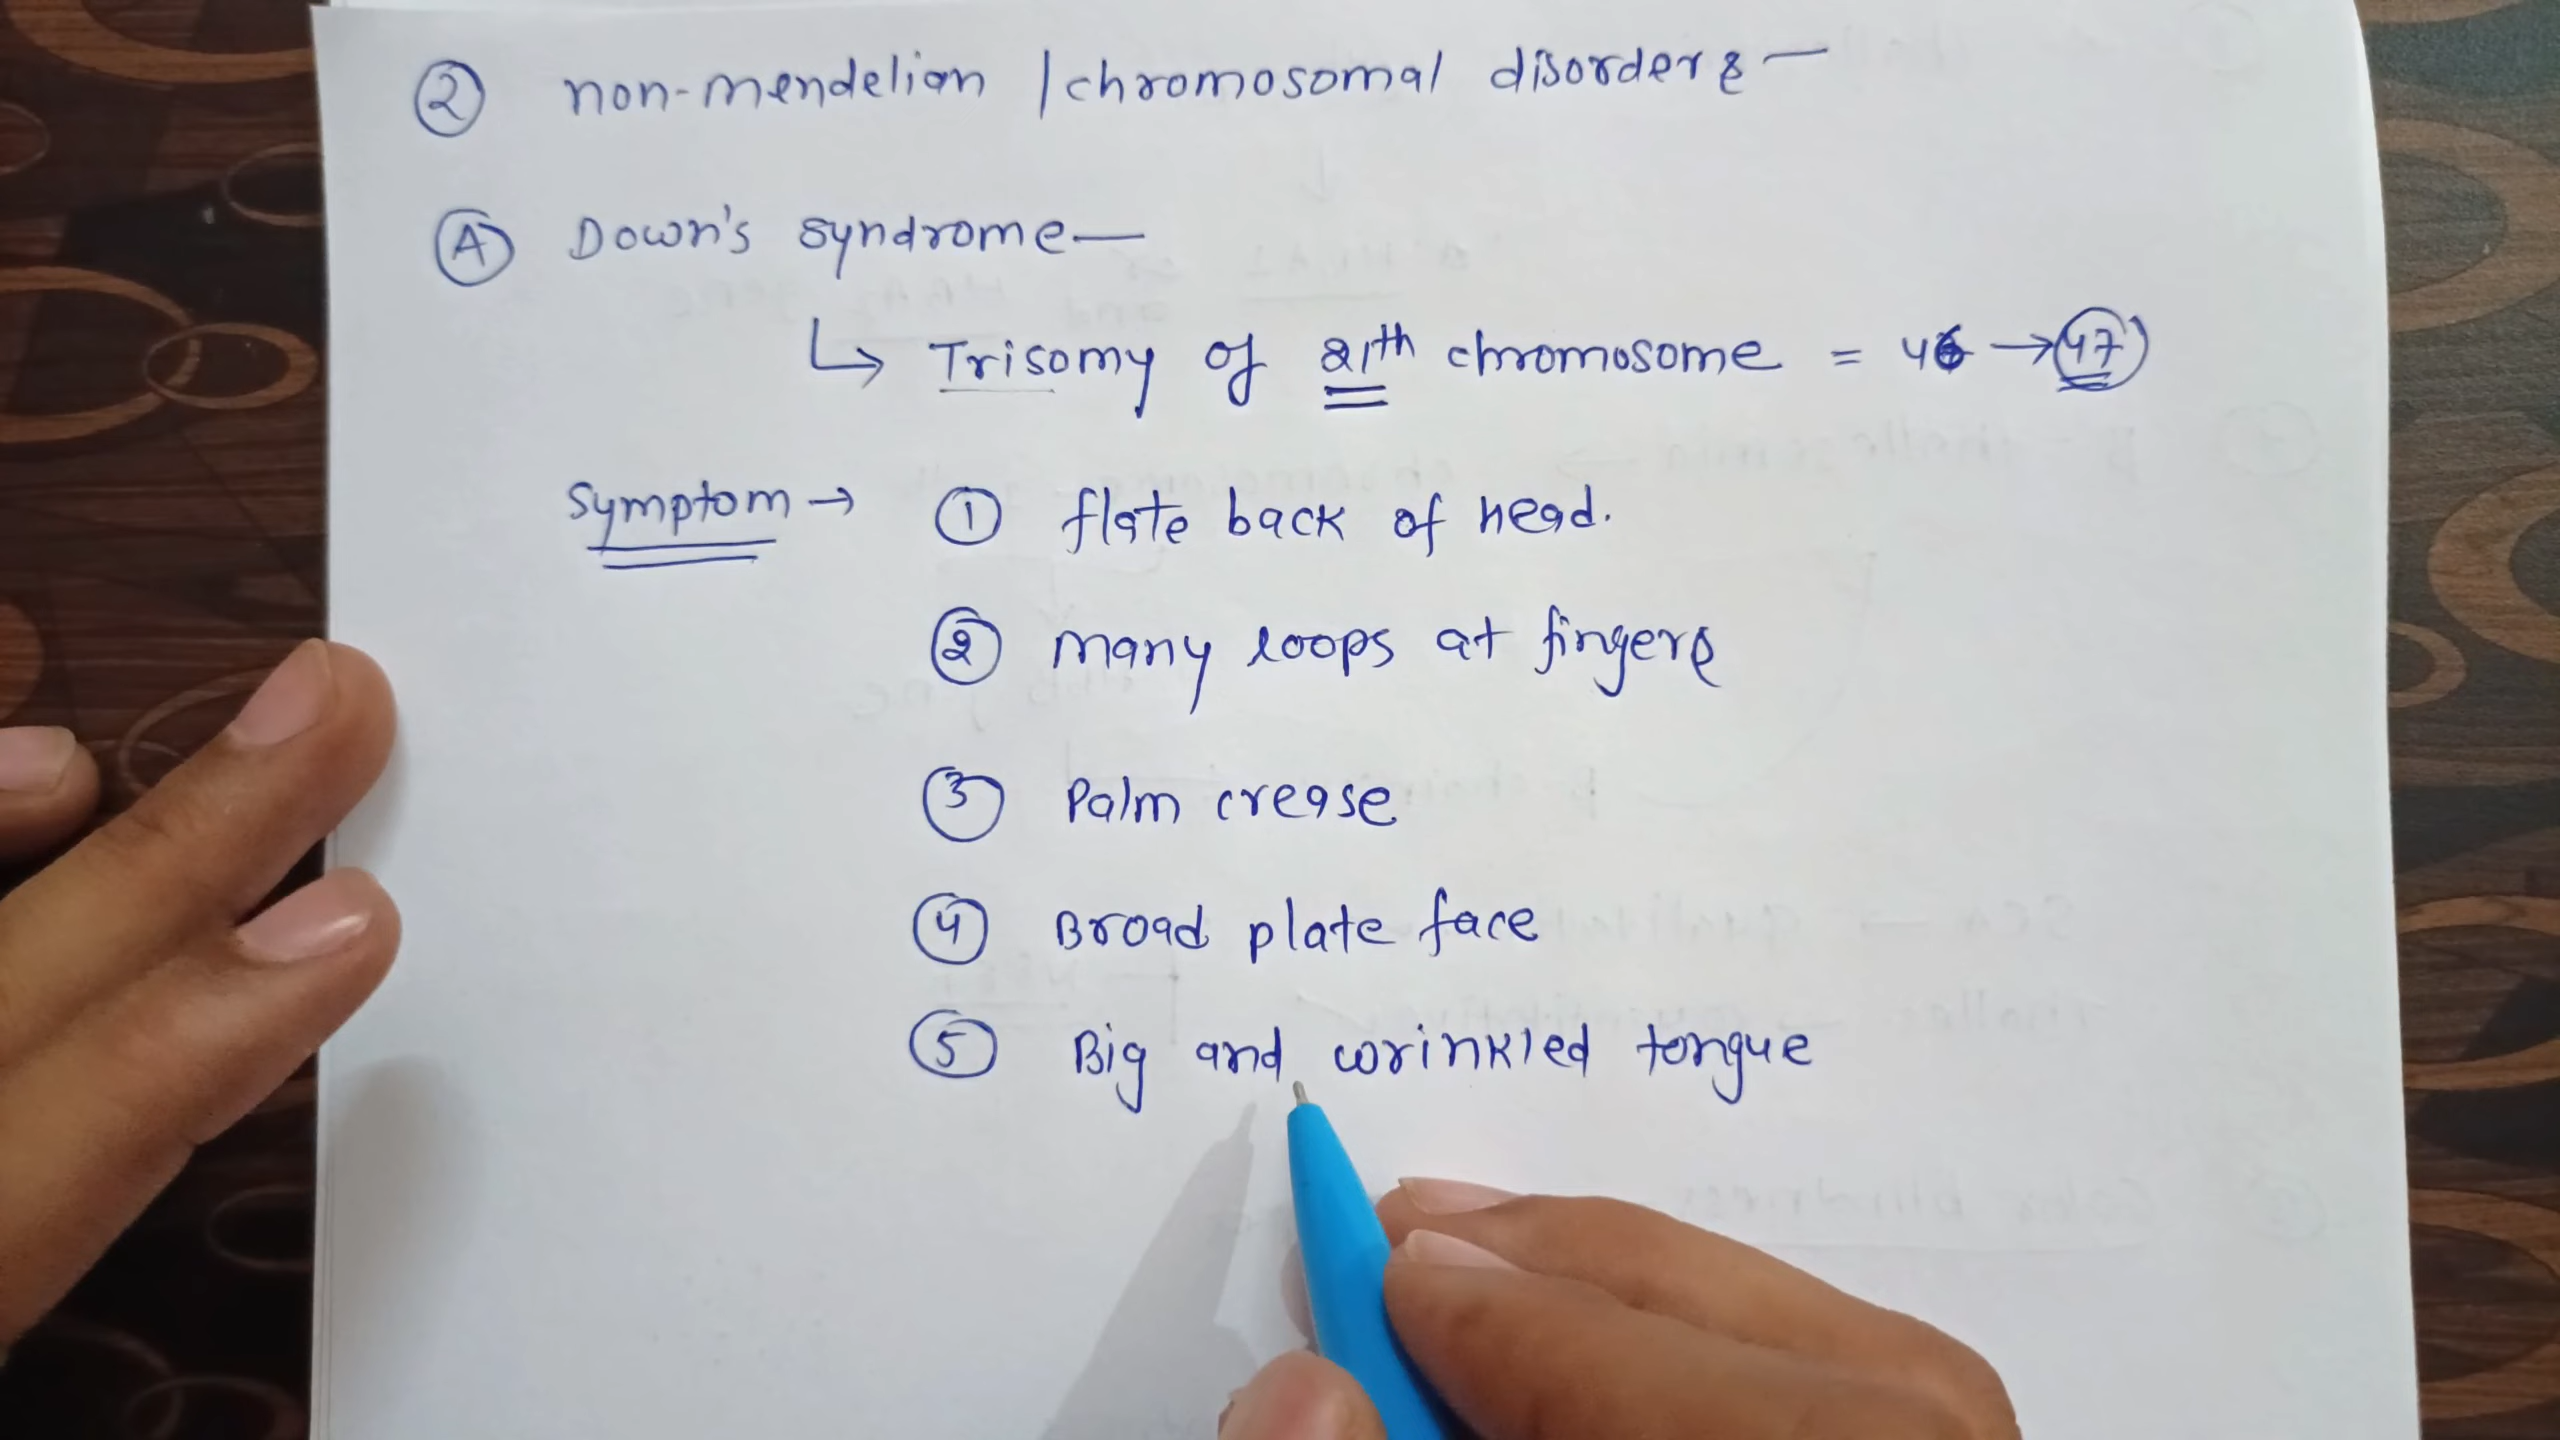 ② non-mendelian / chromosomal disorders —
Ⓐ Down's syndrome —
↳ Trisomy of 21th chromosome = 46 → 47
Symptom → ① flate back of head.
② many loops at fingers
③ Palm crease
④ Broad plate face
⑤ Big and wrinkled tongue